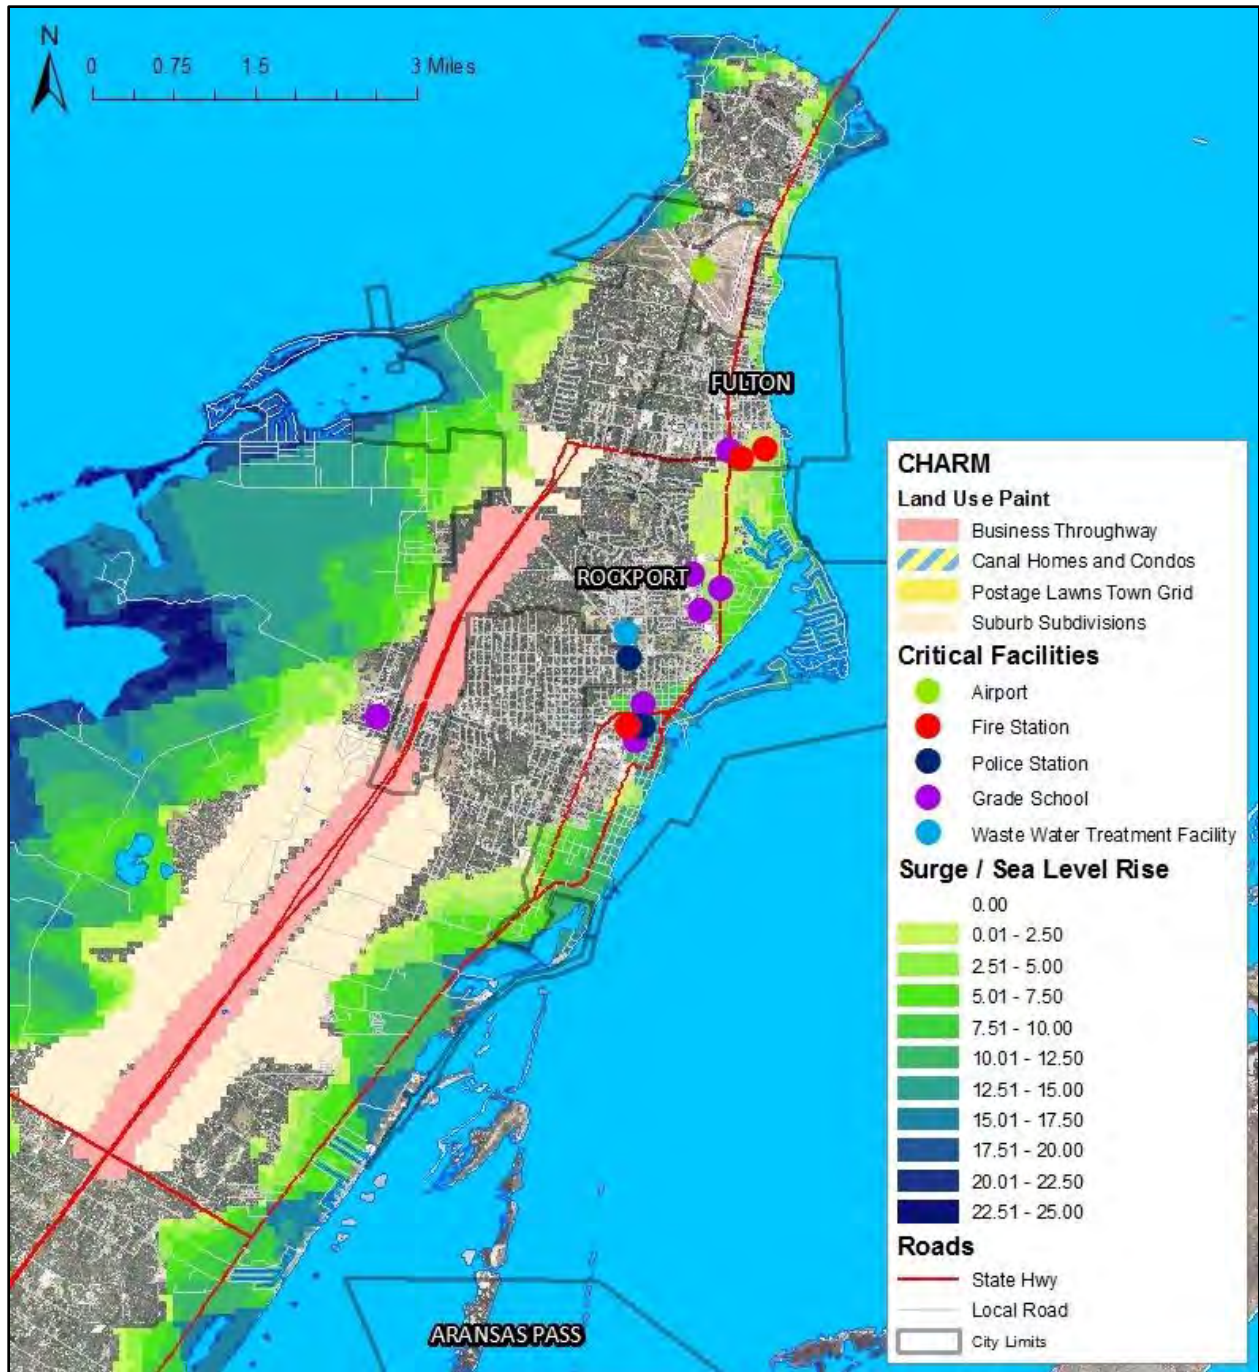 N
0 0.75 1.5 3 Miles
FULTON
ROCKPORT
ARANSAS PASS
CHARM
Land Use Paint
Business Throughway
Canal Homes and Condos
Postage Lawns Town Grid
Suburb Subdivisions
Critical Facilities
Airport
Fire Station
Police Station
Grade School
Waste Water Treatment Facility
Surge / Sea Level Rise
0.00
0.01 - 2.50
2.51 - 5.00
5.01 - 7.50
7.51 - 10.00
10.01 - 12.50
12.51 - 15.00
15.01 - 17.50
17.51 - 20.00
20.01 - 22.50
22.51 - 25.00
Roads
State Hwy
Local Road
City Limits